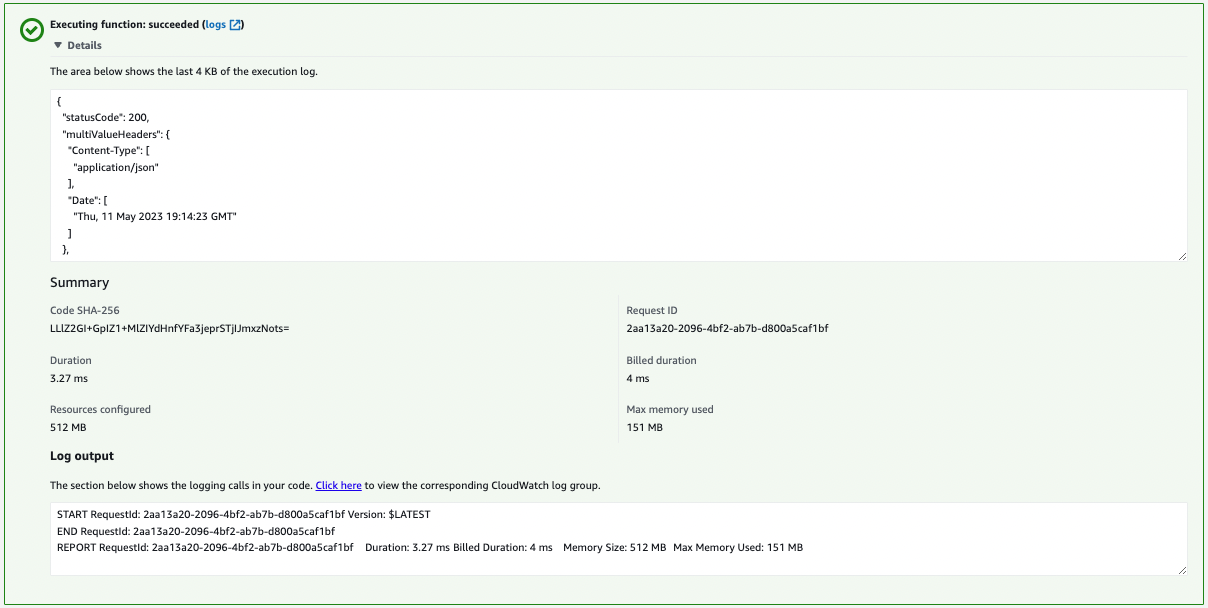 Executing function: succeeded (logs)
Details
The area below shows the last 4 KB of the execution log.
{
"statusCode": 200,
"multiValueHeaders": {
"Content-Type": [
"application/json"
],
"Date": [
"Thu, 11 May 2023 19:14:23 GMT"
]
},
Summary
Code SHA-256
LLlZ2GI+GpIZ1+MlZIYdHnfYFa3jeprSTjIJmxzNots=
Request ID
2aa13a20-2096-4bf2-ab7b-d800a5caf1bf
Duration
3.27 ms
Billed duration
4 ms
Resources configured
512 MB
Max memory used
151 MB
Log output
The section below shows the logging calls in your code. Click here to view the corresponding CloudWatch log group.
START RequestId: 2aa13a20-2096-4bf2-ab7b-d800a5caf1bf Version: $LATEST
END RequestId: 2aa13a20-2096-4bf2-ab7b-d800a5caf1bf
REPORT RequestId: 2aa13a20-2096-4bf2-ab7b-d800a5caf1bf Duration: 3.27 ms Billed Duration: 4 ms Memory Size: 512 MB Max Memory Used: 151 MB